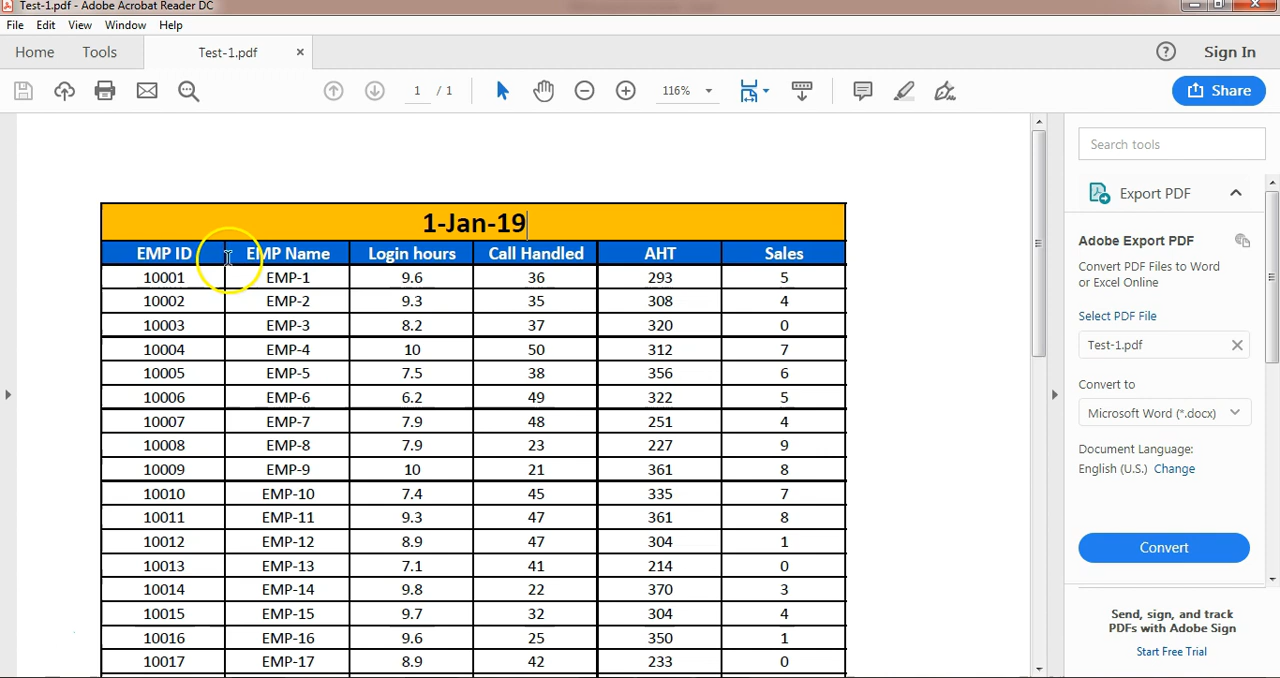 Test-1.pdf - Adobe Acrobat Reader DC
File Edit View Window Help
Home Tools Test-1.pdf × ? Sign In
1 / 1 116% Share
Search tools
Export PDF
Adobe Export PDF
Convert PDF Files to Word
or Excel Online
Select PDF File
Test-1.pdf
Convert to
Microsoft Word (*.docx)
Document Language:
English (U.S.) Change
Convert
Send, sign, and track
PDFs with Adobe Sign
Start Free Trial
1-Jan-19
EMP ID EMP Name Login hours Call Handled AHT Sales
10001 EMP-1 9.6 36 293 5
10002 EMP-2 9.3 35 308 4
10003 EMP-3 8.2 37 320 0
10004 EMP-4 10 50 312 7
10005 EMP-5 7.5 38 356 6
10006 EMP-6 6.2 49 322 5
10007 EMP-7 7.9 48 251 4
10008 EMP-8 7.9 23 227 9
10009 EMP-9 10 21 361 8
10010 EMP-10 7.4 45 335 7
10011 EMP-11 9.3 47 361 8
10012 EMP-12 8.9 47 304 1
10013 EMP-13 7.1 41 214 0
10014 EMP-14 9.8 22 370 3
10015 EMP-15 9.7 32 304 4
10016 EMP-16 9.6 25 350 1
10017 EMP-17 8.9 42 233 0